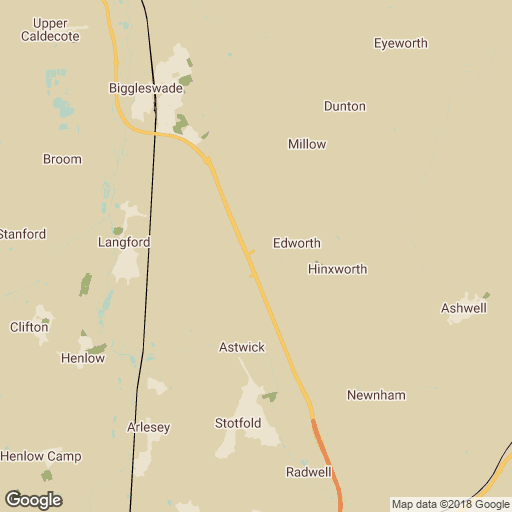 Upper
Caldecote
Eyeworth
Biggleswade
Dunton
Millow
Broom
Stanford
Langford
Edworth
Hinxworth
Ashwell
Clifton
Astwick
Henlow
Newnham
Stotfold
Arlesey
Henlow Camp
Radwell
Google
Map data ©2018 Google